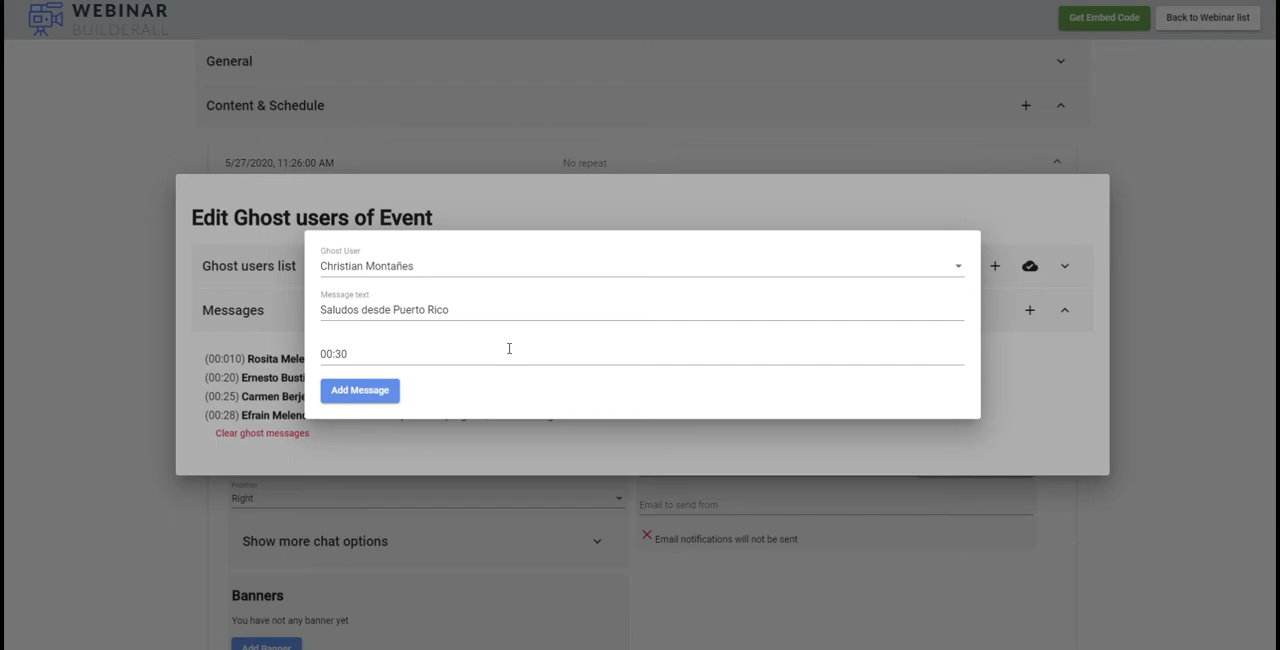 WEBINAR
BUILDERALL
Get Embed Code
Back to Webinar list
General
Content & Schedule
5/27/2020, 11:26:00 AM
No repeat
Edit Ghost users of Event
Ghost User
Ghost users list
Christian Montañes
Message text
Messages
Saludos desde Puerto Rico
00:30
(00:010) Rosita Mele
(00:20) Ernesto Busti
(00:25) Carmen Berje
(00:28) Efrain Melen
Add Message
Clear ghost messages
Position
Right
Email to send from
Show more chat options
Email notifications will not be sent
Banners
You have not any banner yet
Add Banner